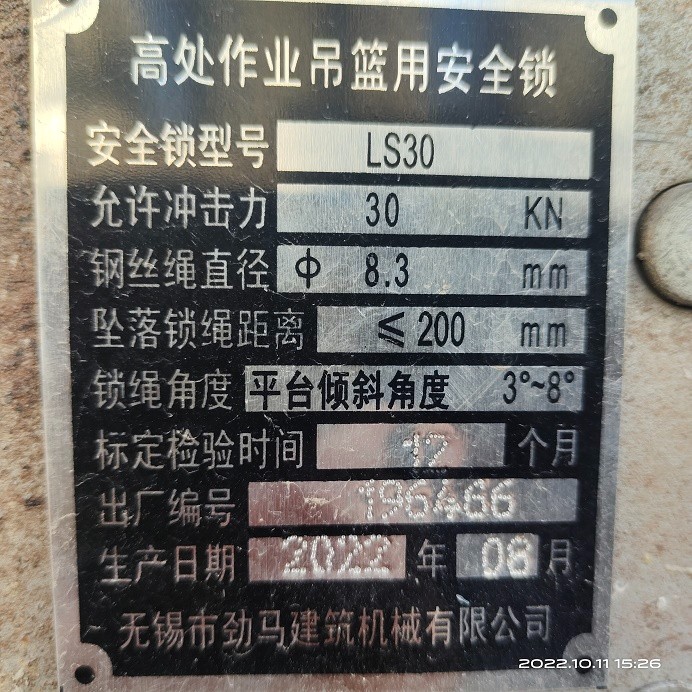 高处作业吊篮用安全锁
安全锁型号 LS30
允许冲击力 30 KN
钢丝绳直径 Φ 8.3 mm
坠落锁绳距离 ≤200 mm
锁绳角度 平台倾斜角度 3°~8°
标定检验时间 12 个月
出厂编号 196466
生产日期 2022 年 08 月
无锡市劲马建筑机械有限公司
2022.10.11 15:26